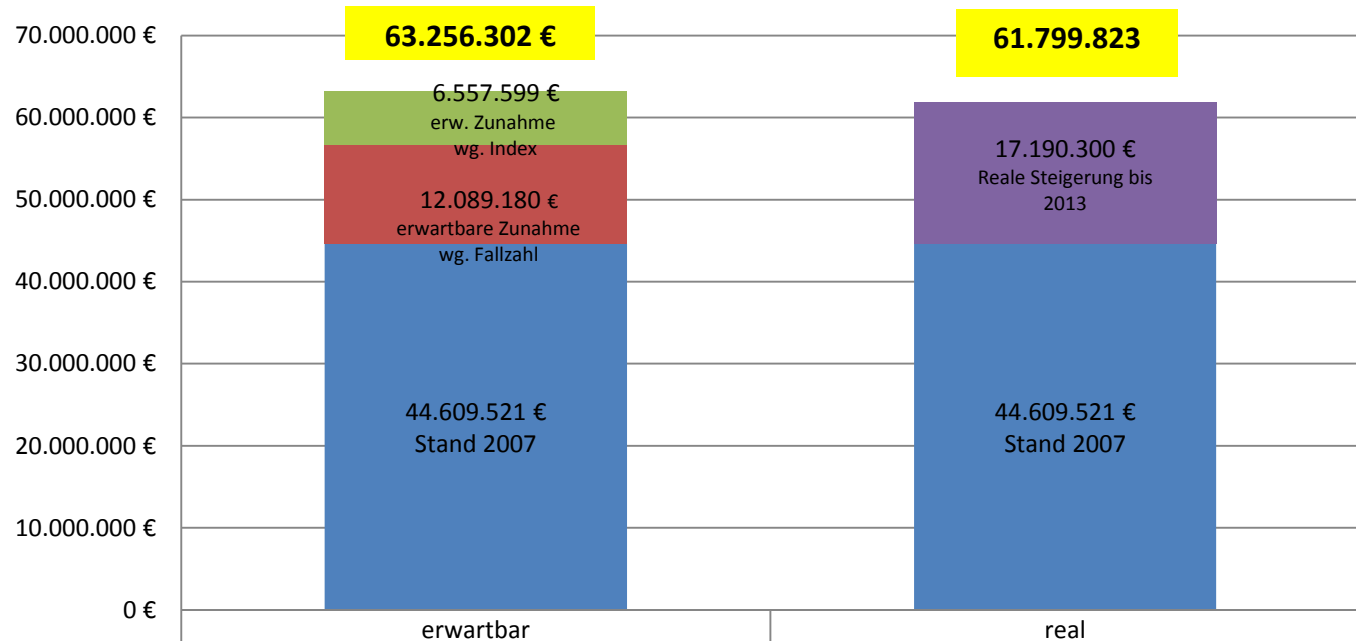 63.256.302 €
61.799.823
70.000.000 €
60.000.000 €
50.000.000 €
40.000.000 €
30.000.000 €
20.000.000 €
10.000.000 €
0 €
6.557.599 €
erw. Zunahme
wg. Index
12.089.180 €
erwartbare Zunahme
wg. Fallzahl
44.609.521 €
Stand 2007
17.190.300 €
Reale Steigerung bis
2013
44.609.521 €
Stand 2007
erwartbar
real